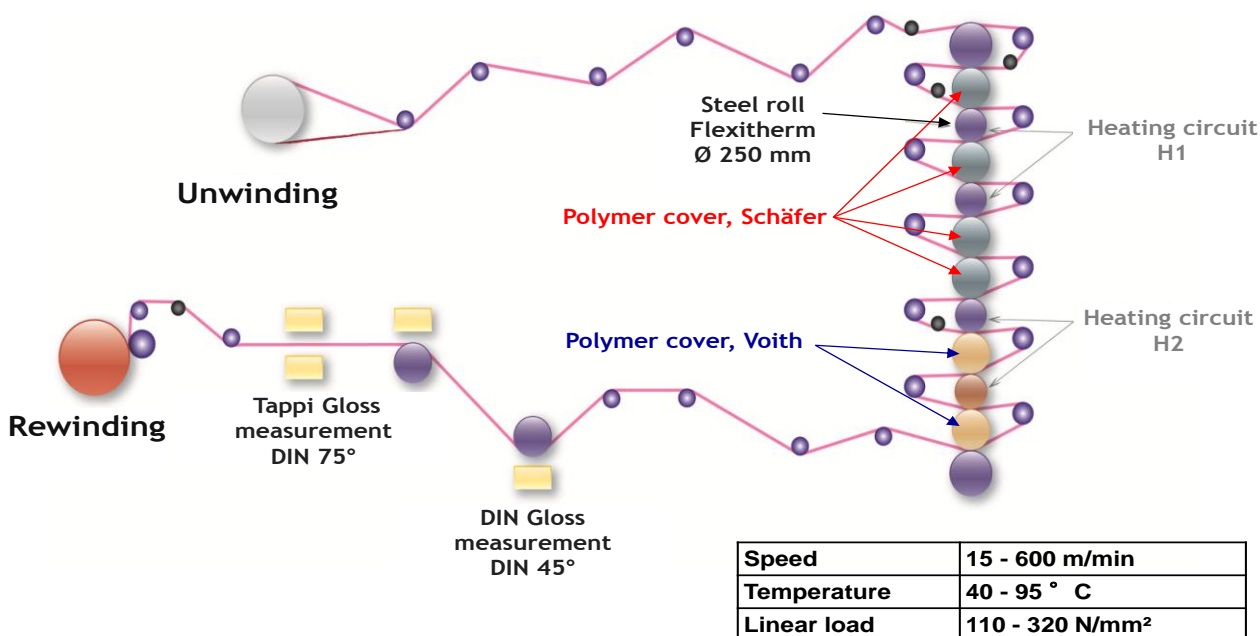 Steel roll
Flexitherm
Ø 250 mm
Heating circuit
H1
Unwinding
Polymer cover, Schäfer
Heating circuit
H2
Polymer cover, Voith
Rewinding
Tappi Gloss
measurement
DIN 75°
DIN Gloss
measurement
DIN 45°
Speed 15 - 600 m/min
Temperature 40 - 95 ° C
Linear load 110 - 320 N/mm²